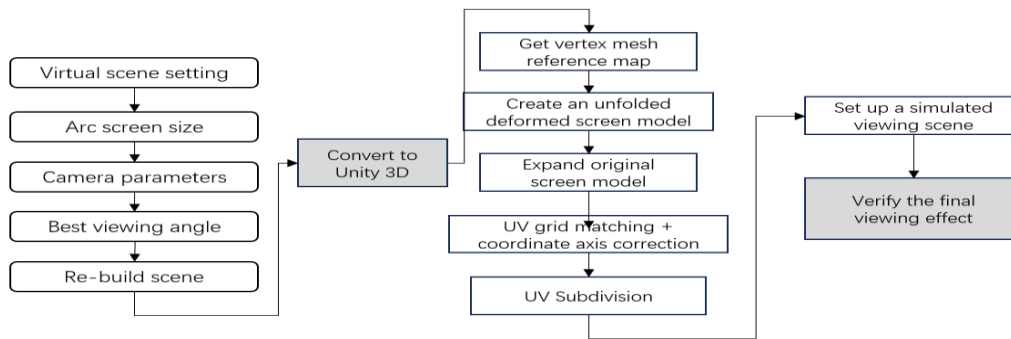 Virtual scene setting
Arc screen size
Camera parameters
Best viewing angle
Re-build scene
Convert to
Unity 3D
Get vertex mesh
reference map
Create an unfolded
deformed screen model
Expand original
screen model
UV grid matching +
coordinate axis correction
UV Subdivision
Set up a simulated
viewing scene
Verify the final
viewing effect